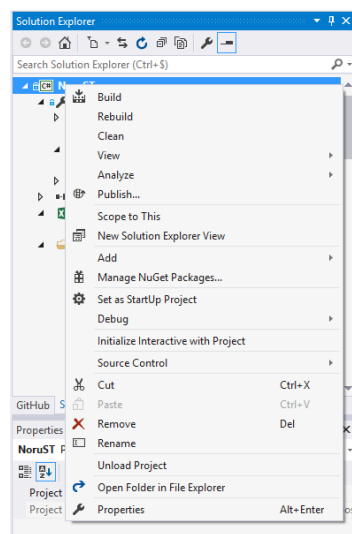 Solution Explorer
Search Solution Explorer (Ctrl+$)
C#
Build
Rebuild
Clean
View
Analyze
Publish...
Scope to This
New Solution Explorer View
Add
Manage NuGet Packages...
Set as StartUp Project
Debug
Initialize Interactive with Project
Source Control
Cut Ctrl+X
Paste Ctrl+V
Remove Del
Rename
Unload Project
Open Folder in File Explorer
Properties Alt+Enter
GitHub
Properties
NoruST
Project
Project